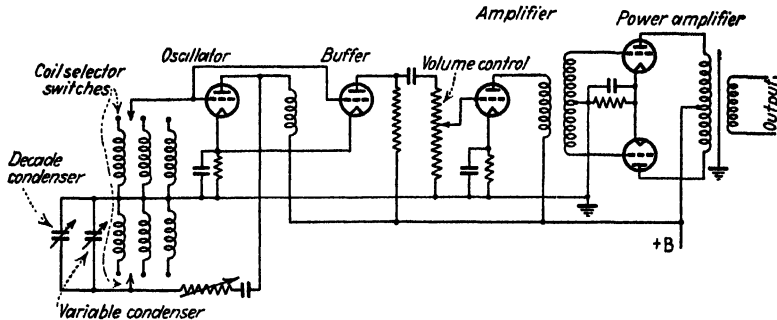 Amplifier
Power amplifier
Oscillator
Buffer
Volume control
Coil selector
switches
Decade
condenser
Output
+B
Variable condenser